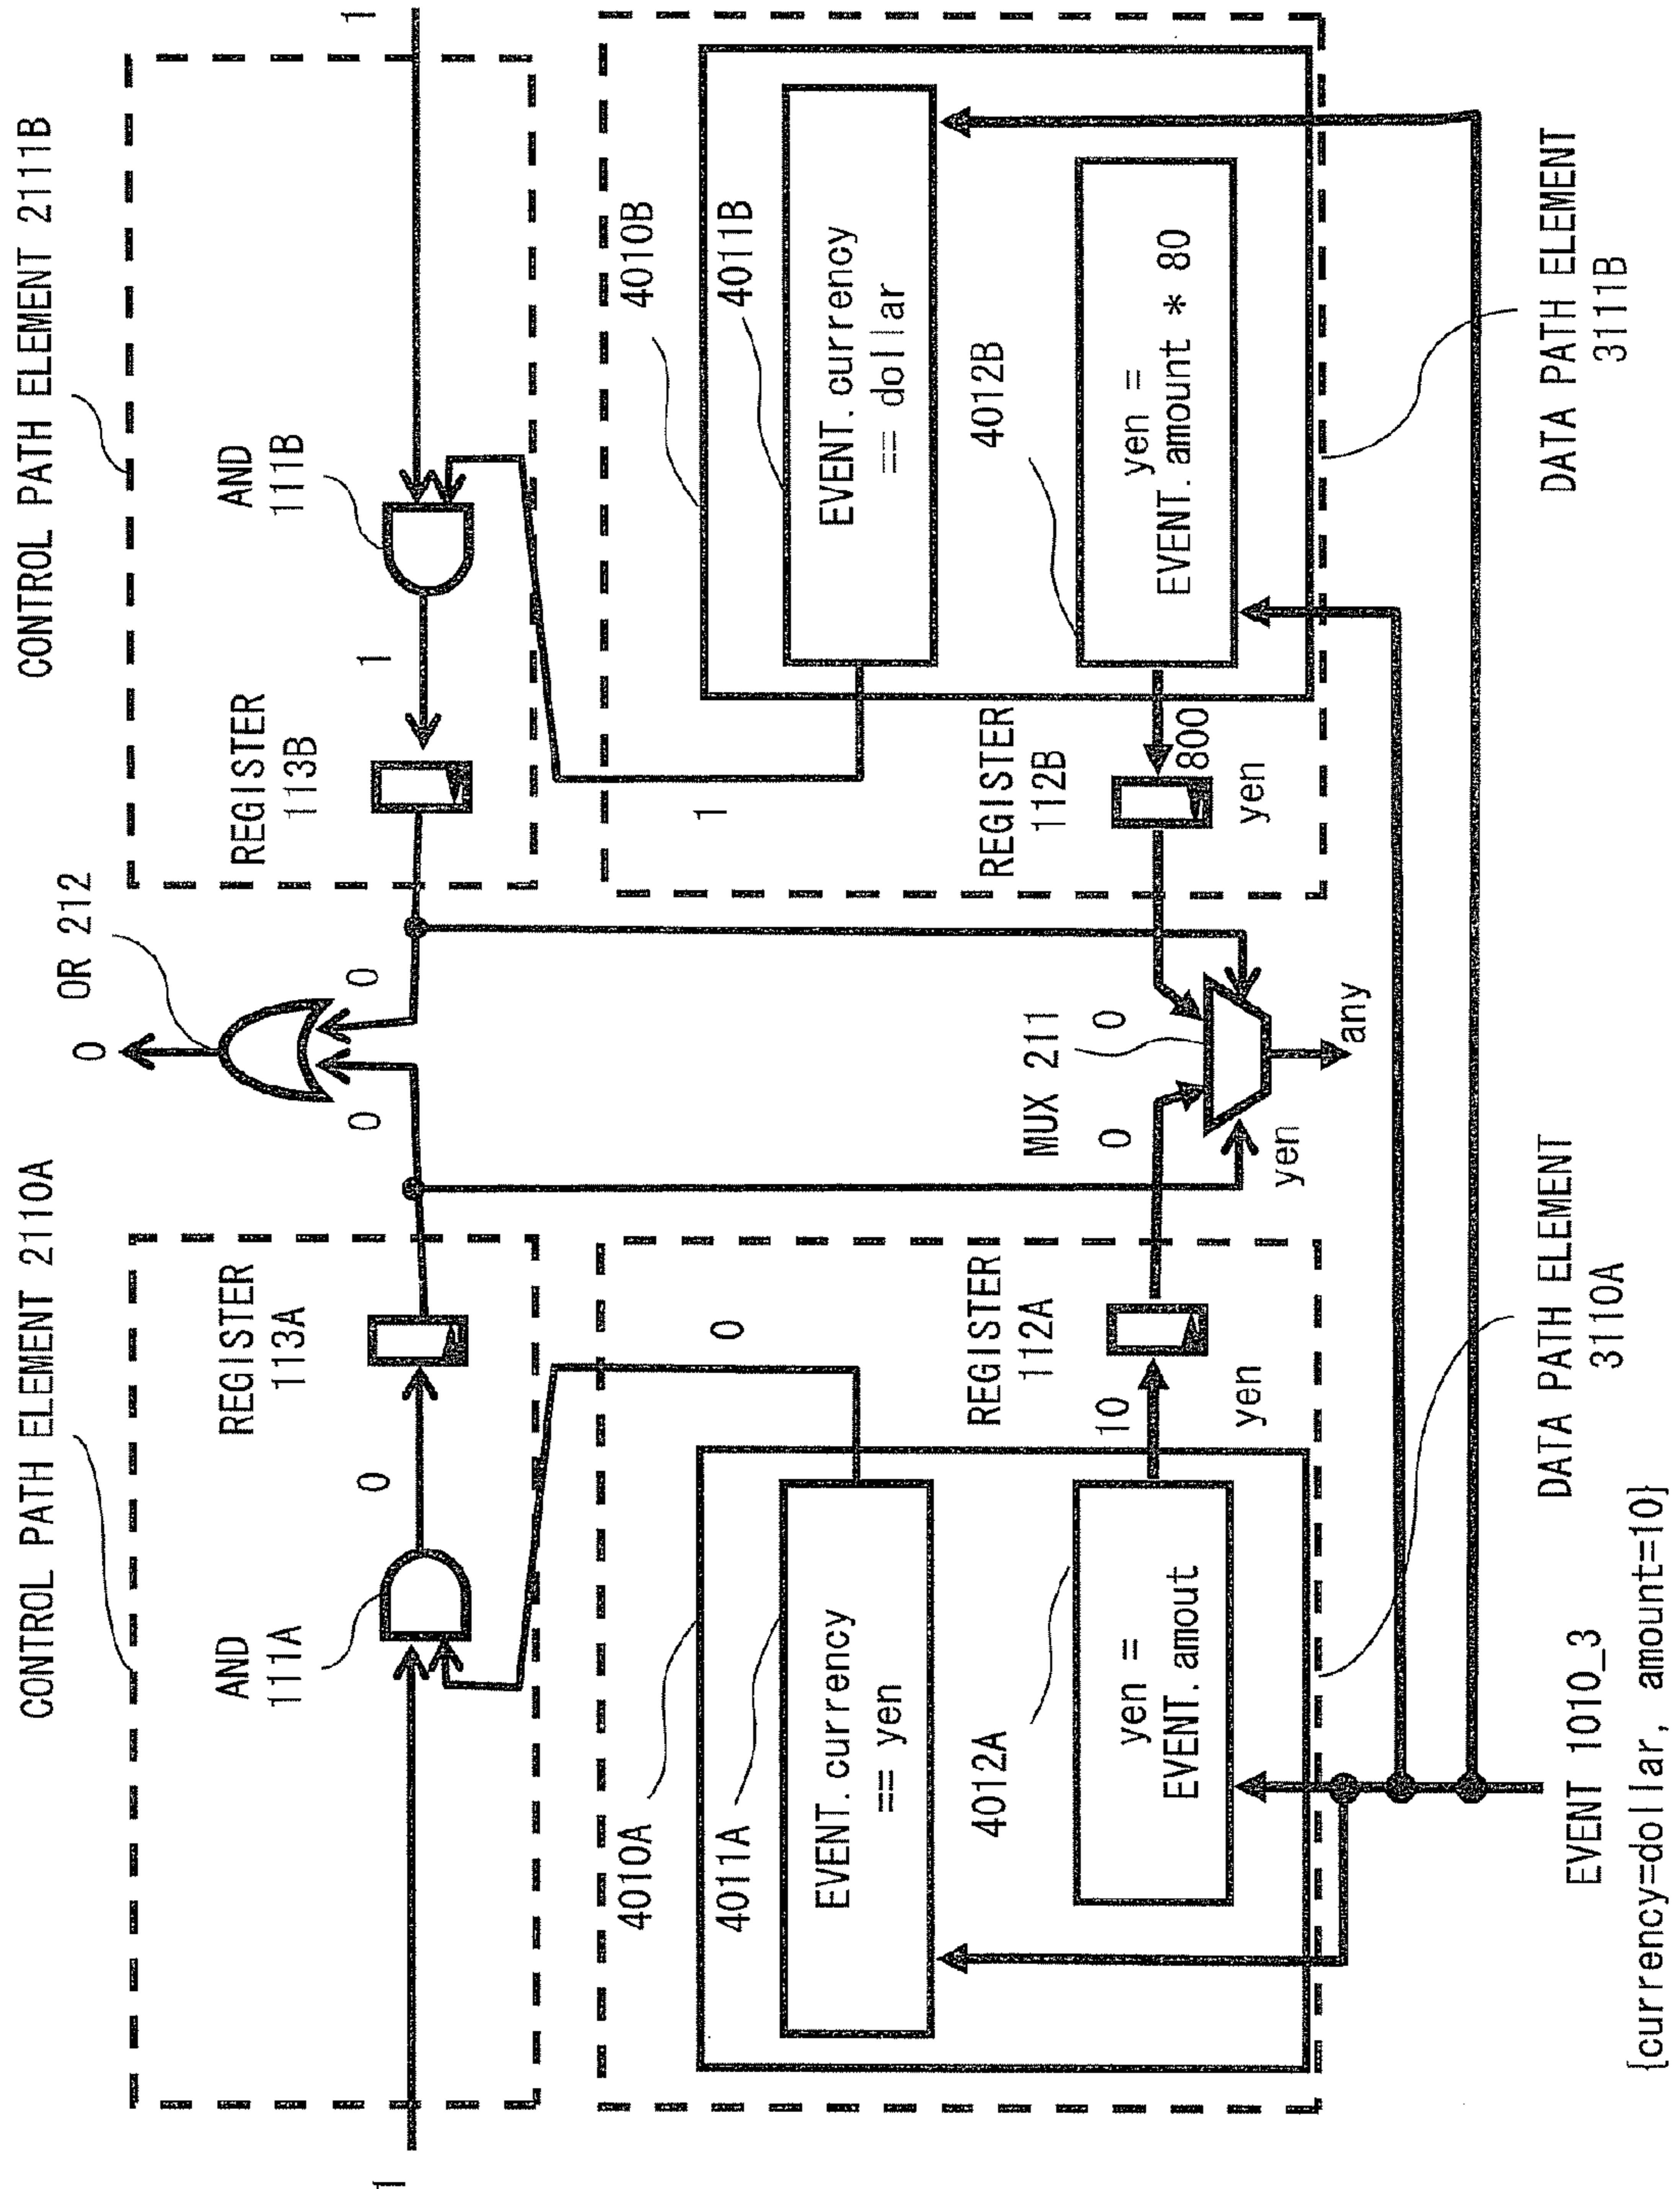 CONTROL PATH ELEMENT 2110A
CONTROL PATH ELEMENT 2111B
OR 212
0
1
AND
111A
0
REGISTER
113A
0
0
REGISTER
113B
1
AND
111B
1
4010A
4011A
EVENT.currency
== yen
0
4012A
yen =
EVENT.amout
10
REGISTER
112A
yen
MUX 211
0
0
yen
any
1
REGISTER
112B
800
yen
4010B
4011B
EVENT.currency
== dollar
4012B
yen =
EVENT.amount * 80
DATA PATH ELEMENT
3110A
DATA PATH ELEMENT
3111B
EVENT 1010_3
{currency=dollar, amount=10}